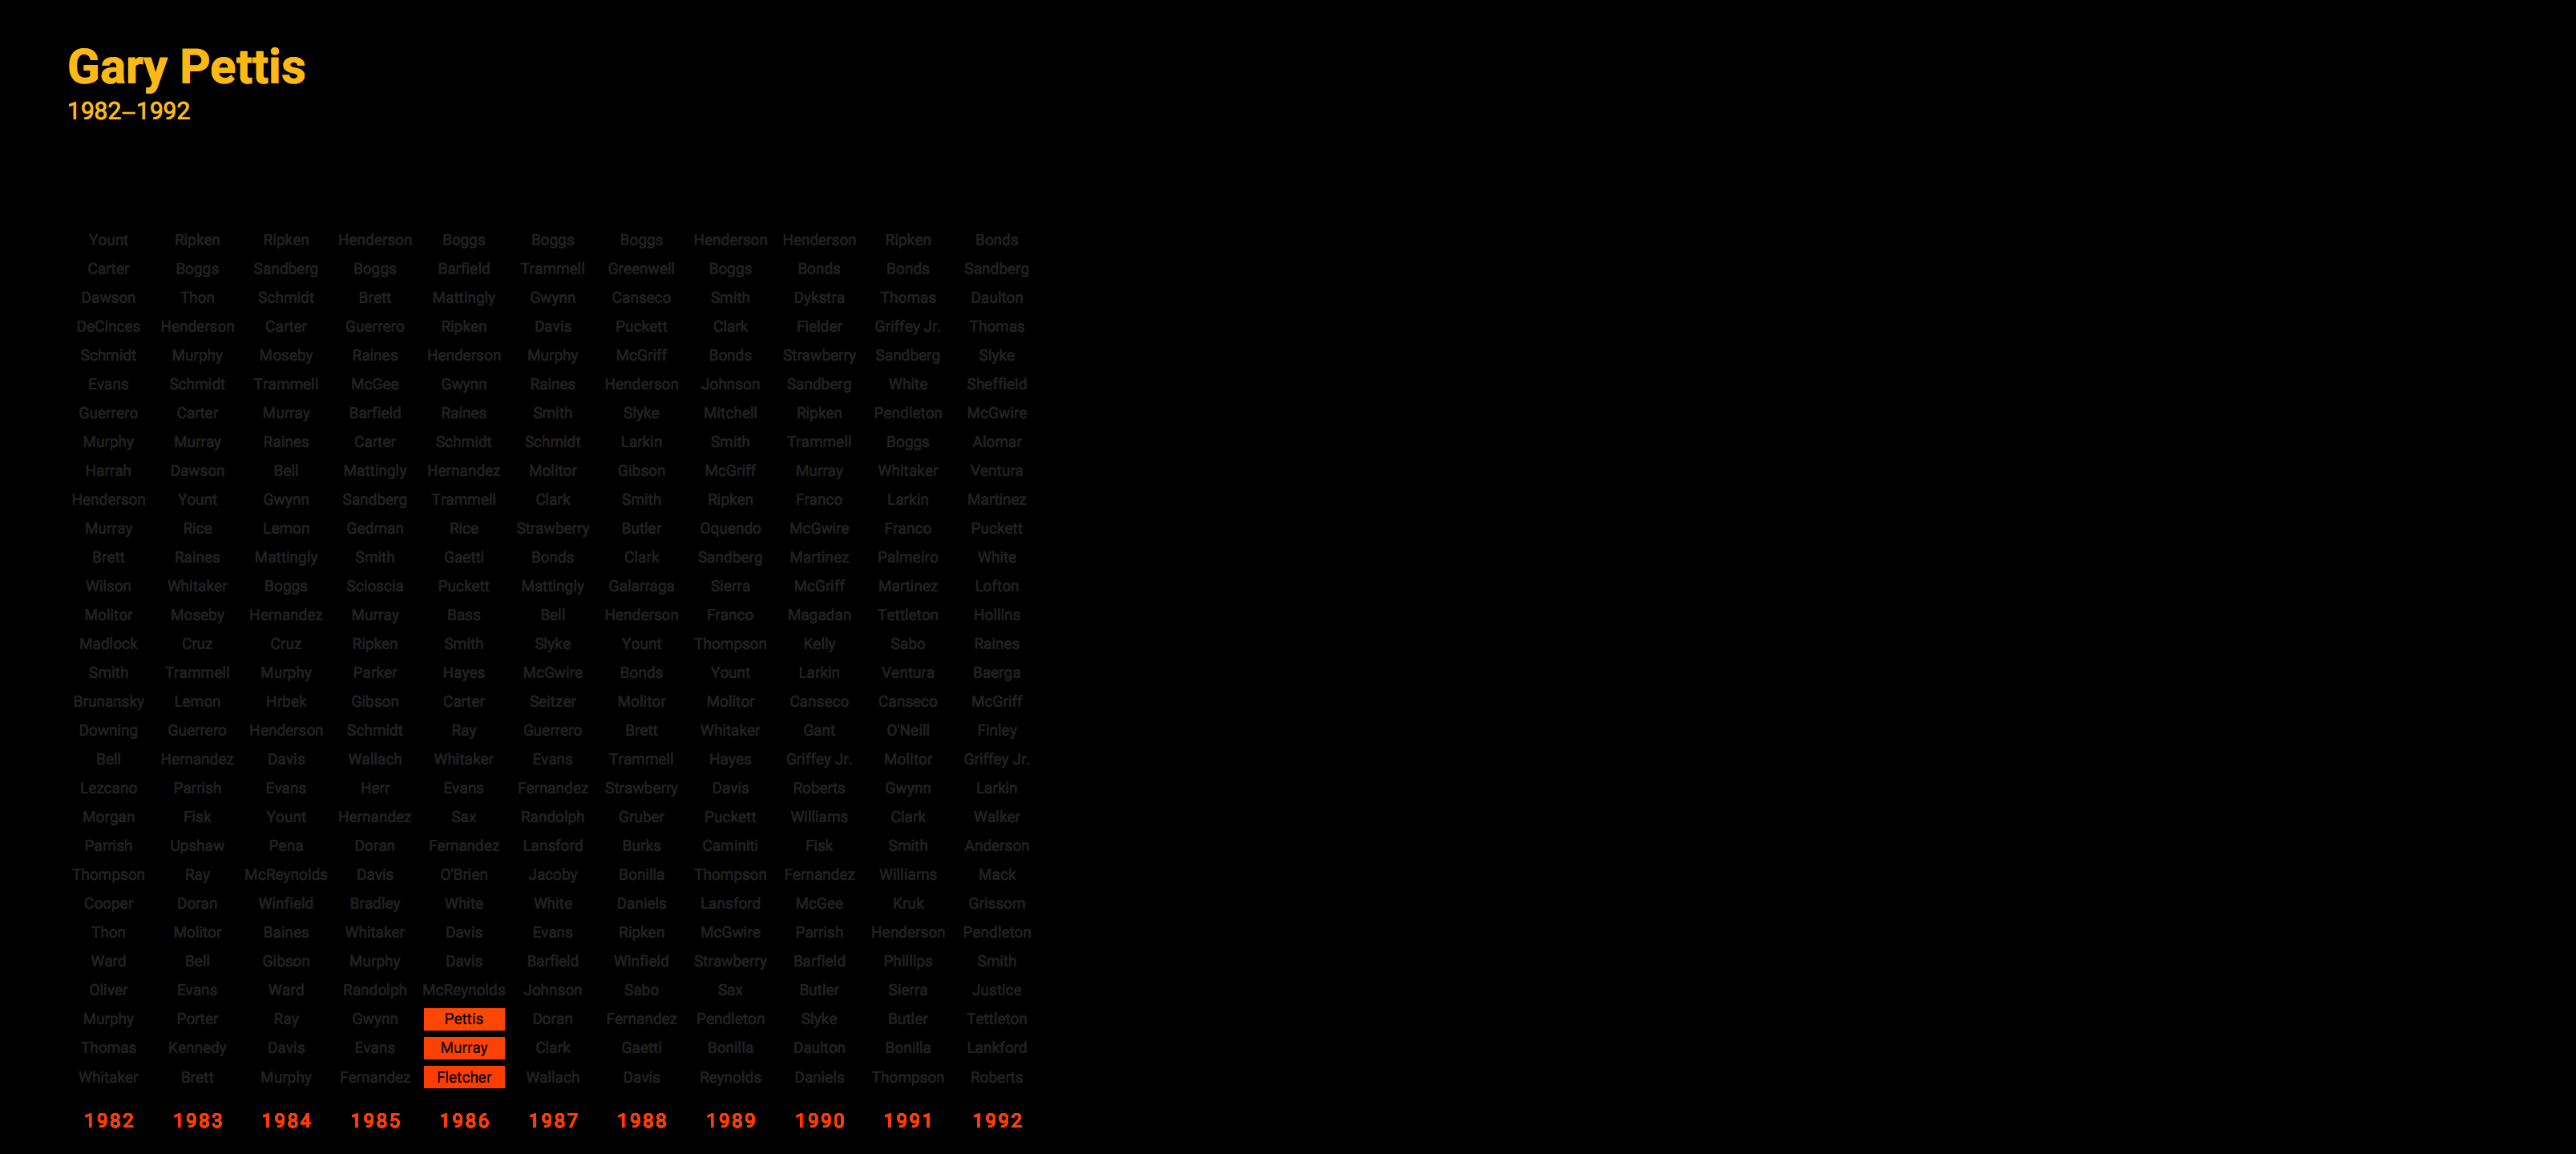 Gary Pettis
1982–1992
Yount Ripken Ripken Henderson Boggs Boggs Boggs Henderson Henderson Ripken Bonds
Carter Boggs Sandberg Boggs Barfield Trammell Greenwell Boggs Bonds Bonds Sandberg
Dawson Thon Schmidt Brett Mattingly Gwynn Canseco Smith Dykstra Thomas Daulton
DeCinces Henderson Carter Guerrero Ripken Davis Puckett Clark Fielder Griffey Jr. Thomas
Schmidt Murphy Moseby Raines Henderson Murphy McGriff Bonds Strawberry Sandberg Slyke
Evans Schmidt Trammell McGee Gwynn Raines Henderson Johnson Sandberg White Sheffield
Guerrero Carter Murray Barfield Raines Smith Slyke Mitchell Ripken Pendleton McGwire
Murphy Murray Raines Carter Schmidt Schmidt Larkin Smith Trammell Boggs Alomar
Harrah Dawson Bell Mattingly Hernandez Molitor Gibson McGriff Murray Whitaker Ventura
Henderson Yount Gwynn Sandberg Trammell Clark Smith Ripken Franco Larkin Martinez
Murray Rice Lemon Gedman Rice Strawberry Butler Oquendo McGwire Franco Puckett
Brett Raines Mattingly Smith Gaetti Bonds Clark Sandberg Martinez Palmeiro White
Wilson Whitaker Boggs Scioscia Puckett Mattingly Galarraga Sierra McGriff Martinez Lofton
Molitor Moseby Hernandez Murray Bass Bell Henderson Franco Magadan Tettleton Hollins
Madlock Cruz Cruz Ripken Smith Slyke Yount Thompson Kelly Sabo Raines
Smith Trammell Murphy Parker Hayes McGwire Bonds Yount Larkin Ventura Baerga
Brunansky Lemon Hrbek Gibson Carter Seitzer Molitor Molitor Canseco Canseco McGriff
Downing Guerrero Henderson Schmidt Ray Guerrero Brett Whitaker Gant O'Neill Finley
Bell Hernandez Davis Wallach Whitaker Evans Trammell Hayes Griffey Jr. Molitor Griffey Jr.
Lezcano Parrish Evans Herr Evans Fernandez Strawberry Davis Roberts Gwynn Larkin
Morgan Fisk Yount Hernandez Sax Randolph Gruber Puckett Williams Clark Walker
Parrish Upshaw Pena Doran Fernandez Lansford Burks Caminiti Fisk Smith Anderson
Thompson Ray McReynolds Davis O'Brien Jacoby Bonilla Thompson Fernandez Williams Mack
Cooper Doran Winfield Bradley White White Daniels Lansford McGee Kruk Grissom
Thon Molitor Baines Whitaker Davis Evans Ripken McGwire Parrish Henderson Pendleton
Ward Bell Gibson Murphy Davis Barfield Winfield Strawberry Barfield Phillips Smith
Oliver Evans Ward Randolph McReynolds Johnson Sabo Sax Butler Sierra Justice
Murphy Porter Ray Gwynn Pettis Doran Fernandez Pendleton Slyke Butler Tettleton
Thomas Kennedy Davis Evans Murray Clark Gaetti Bonilla Daulton Bonilla Lankford
Whitaker Brett Murphy Fernandez Fletcher Wallach Davis Reynolds Daniels Thompson Roberts
1982 1983 1984 1985 1986 1987 1988 1989 1990 1991 1992